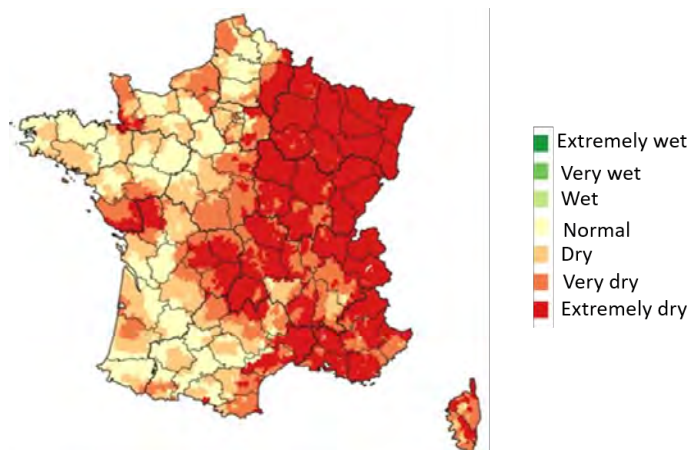 Extremely wet
Very wet
Wet
Normal
Dry
Very dry
Extremely dry